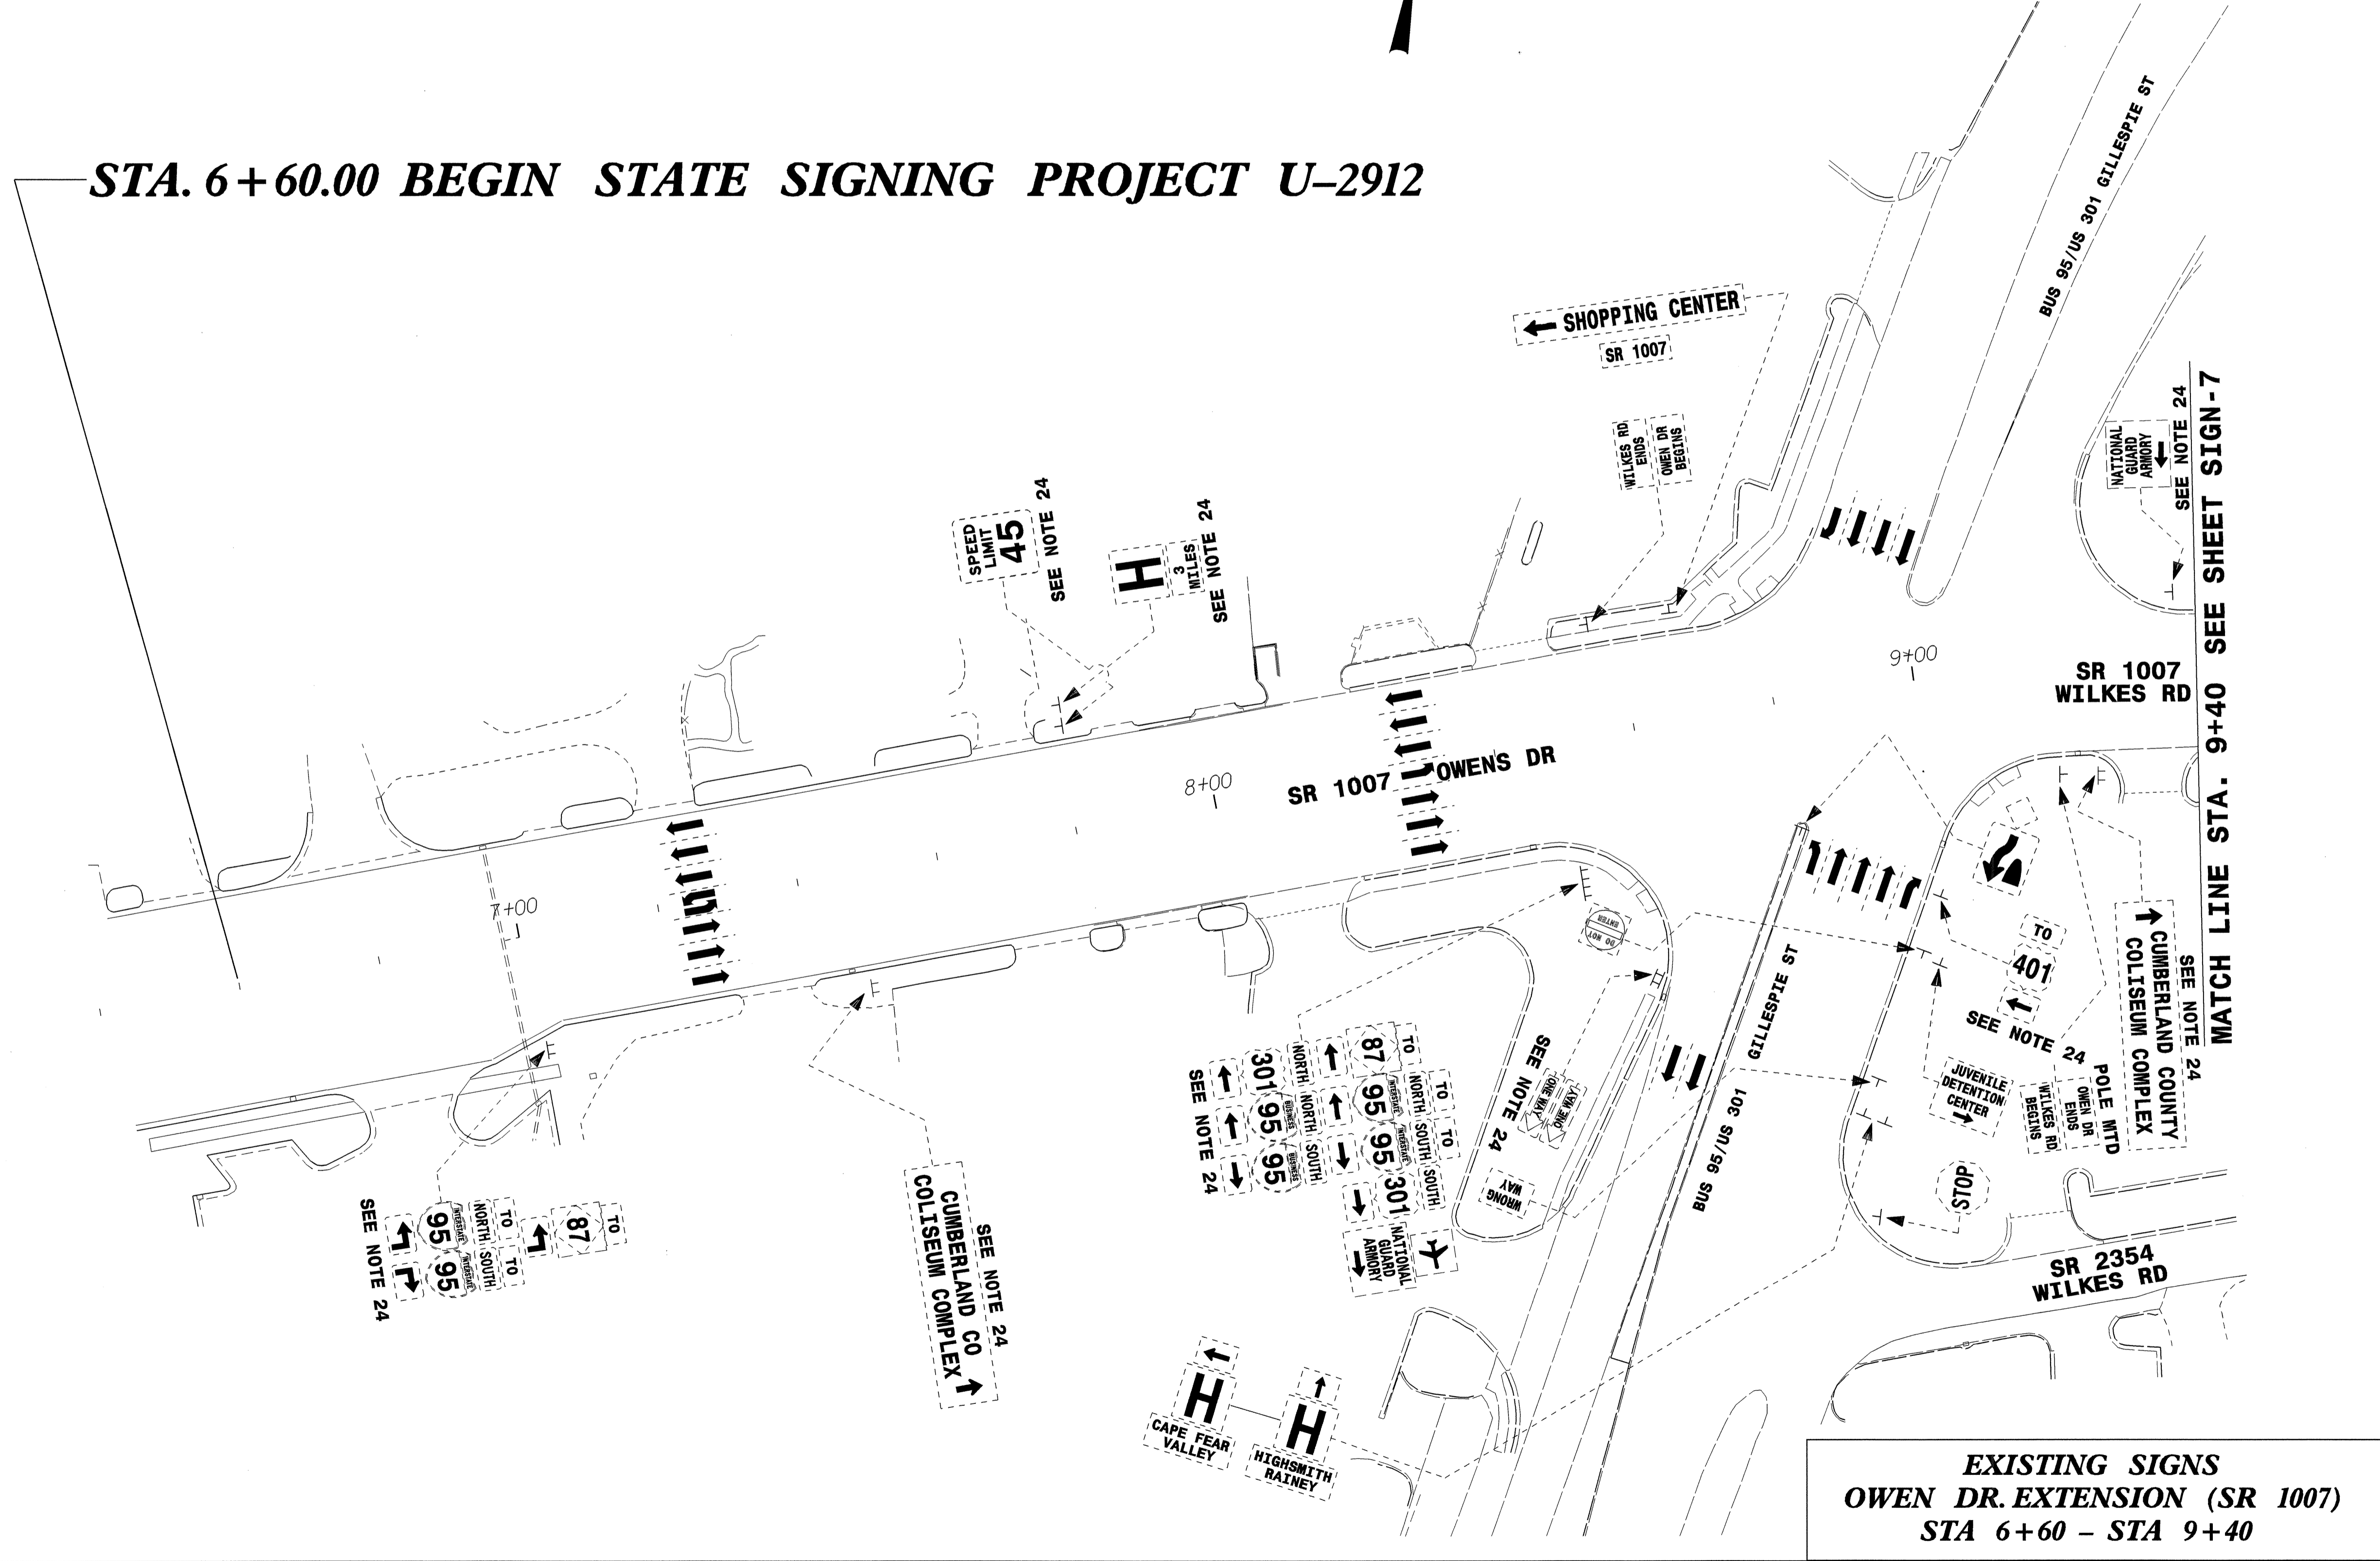 STA. 6+60.00 BEGIN STATE SIGNING PROJECT U–2912
BUS 95/US 301 GILLESPIE ST
SHOPPING CENTER
SR 1007
WILKES RD
ENDS
OWEN DR
BEGINS
NATIONAL
GUARD
ARMORY
SEE NOTE 24
SPEED
LIMIT
45
SEE NOTE 24
H
3
MILES
SEE NOTE 24
9+00
SR 1007
WILKES RD
MATCH LINE STA. 9+40 SEE SHEET SIGN-7
8+00
SR 1007 OWENS DR
7+00
DO NOT
ENTER
TO
401
SEE NOTE 24
CUMBERLAND COUNTY
COLISEUM COMPLEX
SEE NOTE 24
BUS 95/US 301 GILLESPIE ST
JUVENILE
DETENTION
CENTER
POLE MTD
OWEN DR
ENDS
WILKES RD
BEGINS
STOP
SR 2354
WILKES RD
SEE NOTE 24
ONE WAY
ONE WAY
WRONG
WAY
TO
87
TO
NORTH
INTERSTATE
95
TO
SOUTH
INTERSTATE
95
SOUTH
301
NORTH
301
NORTH
BUSINESS
95
SOUTH
BUSINESS
95
SEE NOTE 24
NATIONAL
GUARD
ARMORY
TO
87
TO
NORTH
INTERSTATE
95
TO
SOUTH
INTERSTATE
95
SEE NOTE 24
SEE NOTE 24
CUMBERLAND CO
COLISEUM COMPLEX
H
CAPE FEAR
VALLEY
H
HIGHSMITH
RAINEY
EXISTING SIGNS
OWEN DR. EXTENSION (SR 1007)
STA 6+60 – STA 9+40